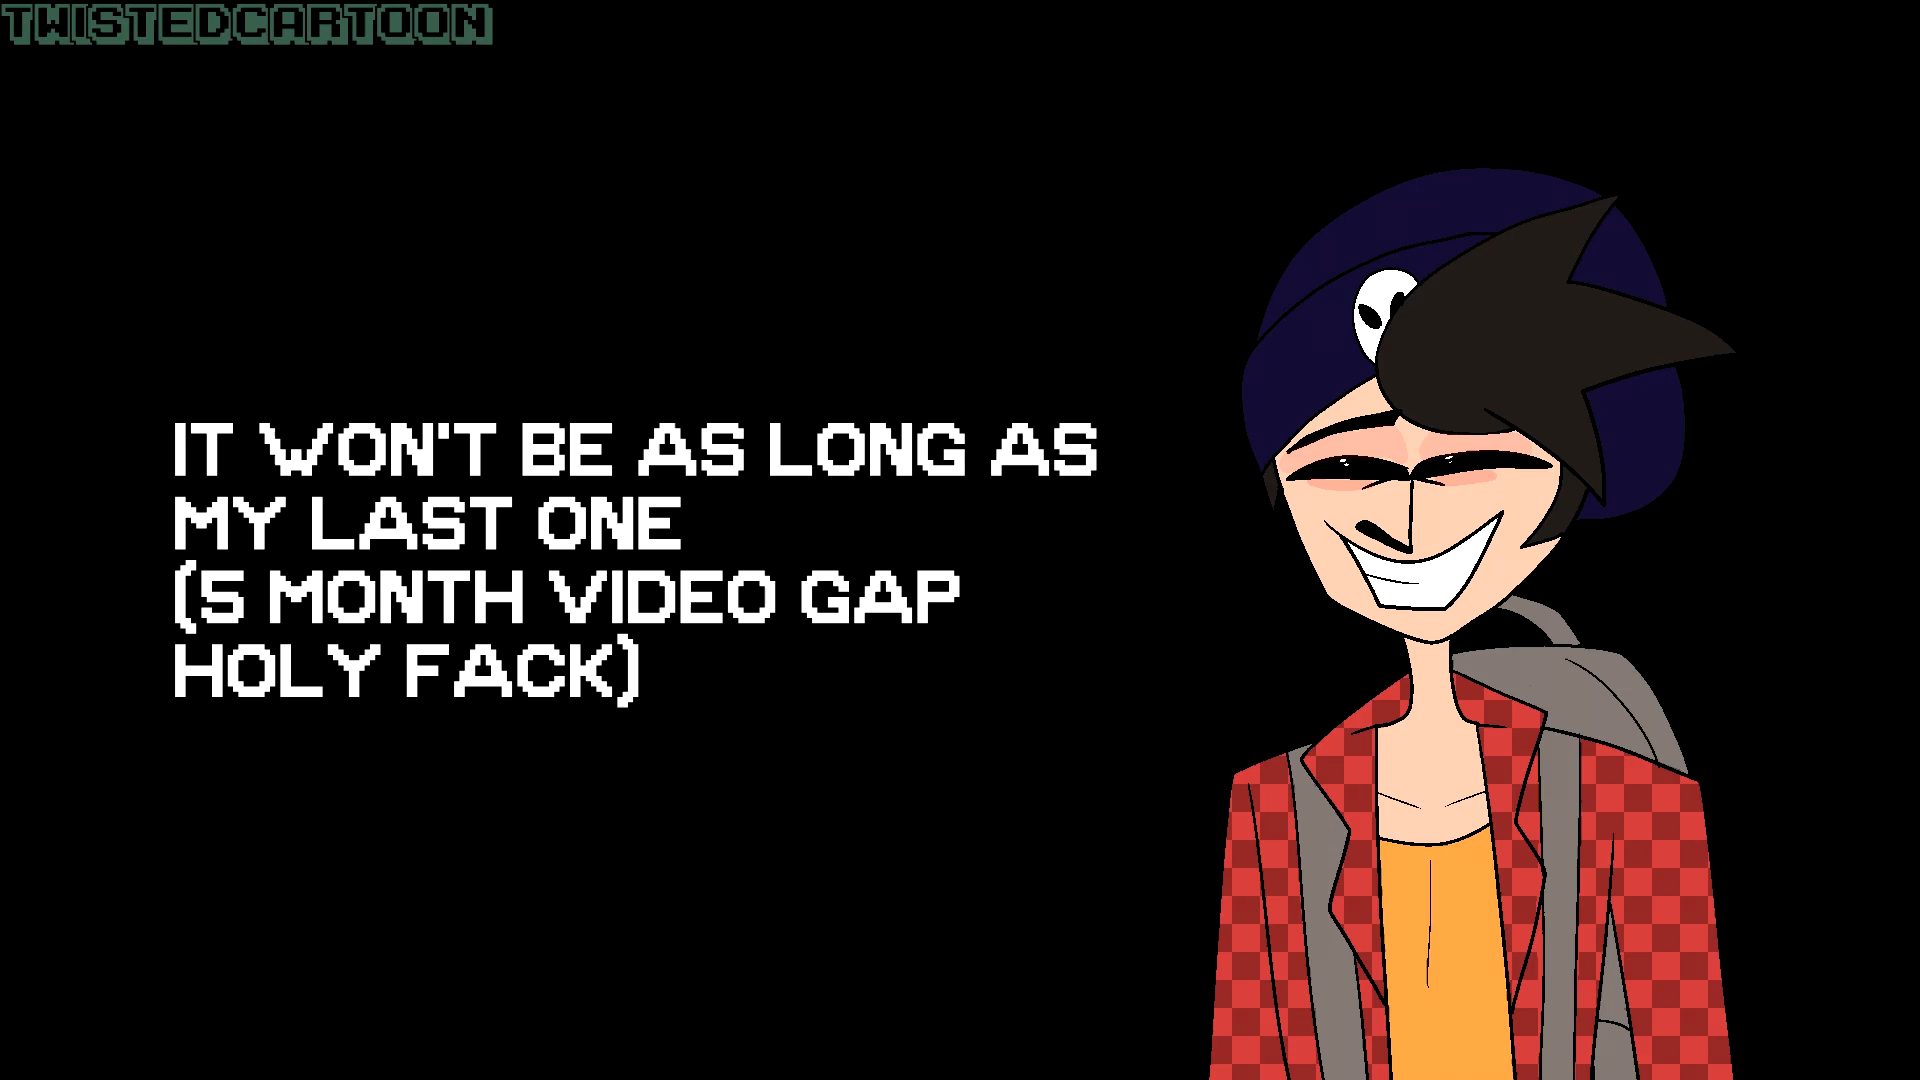 TWISTEDCARTOON
IT WON'T BE AS LONG AS
MY LAST ONE
(5 MONTH VIDEO GAP
HOLY FACK)